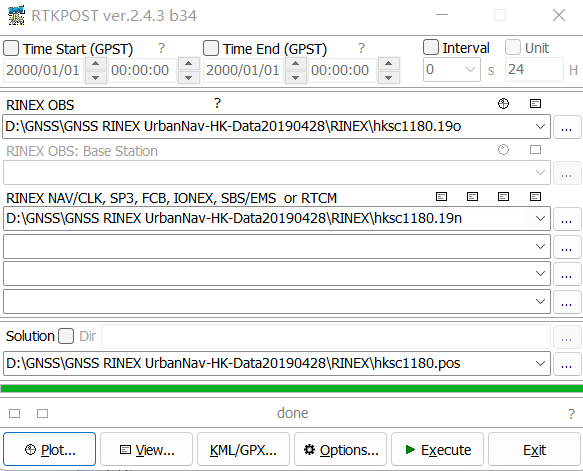 RTKPOST ver.2.4.3 b34
Time Start (GPST) ? Time End (GPST) ? Interval Unit
2000/01/01 00:00:00 2000/01/01 00:00:00 0 s 24 H
RINEX OBS ?
D:\GNSS\GNSS RINEX UrbanNav-HK-Data20190428\RINEX\hksc1180.19o ...
RINEX OBS: Base Station
...
RINEX NAV/CLK, SP3, FCB, IONEX, SBS/EMS or RTCM
D:\GNSS\GNSS RINEX UrbanNav-HK-Data20190428\RINEX\hksc1180.19n ...
...
...
...
Solution Dir ...
D:\GNSS\GNSS RINEX UrbanNav-HK-Data20190428\RINEX\hksc1180.pos ...
done ?
Plot... View... KML/GPX... Options... Execute Exit